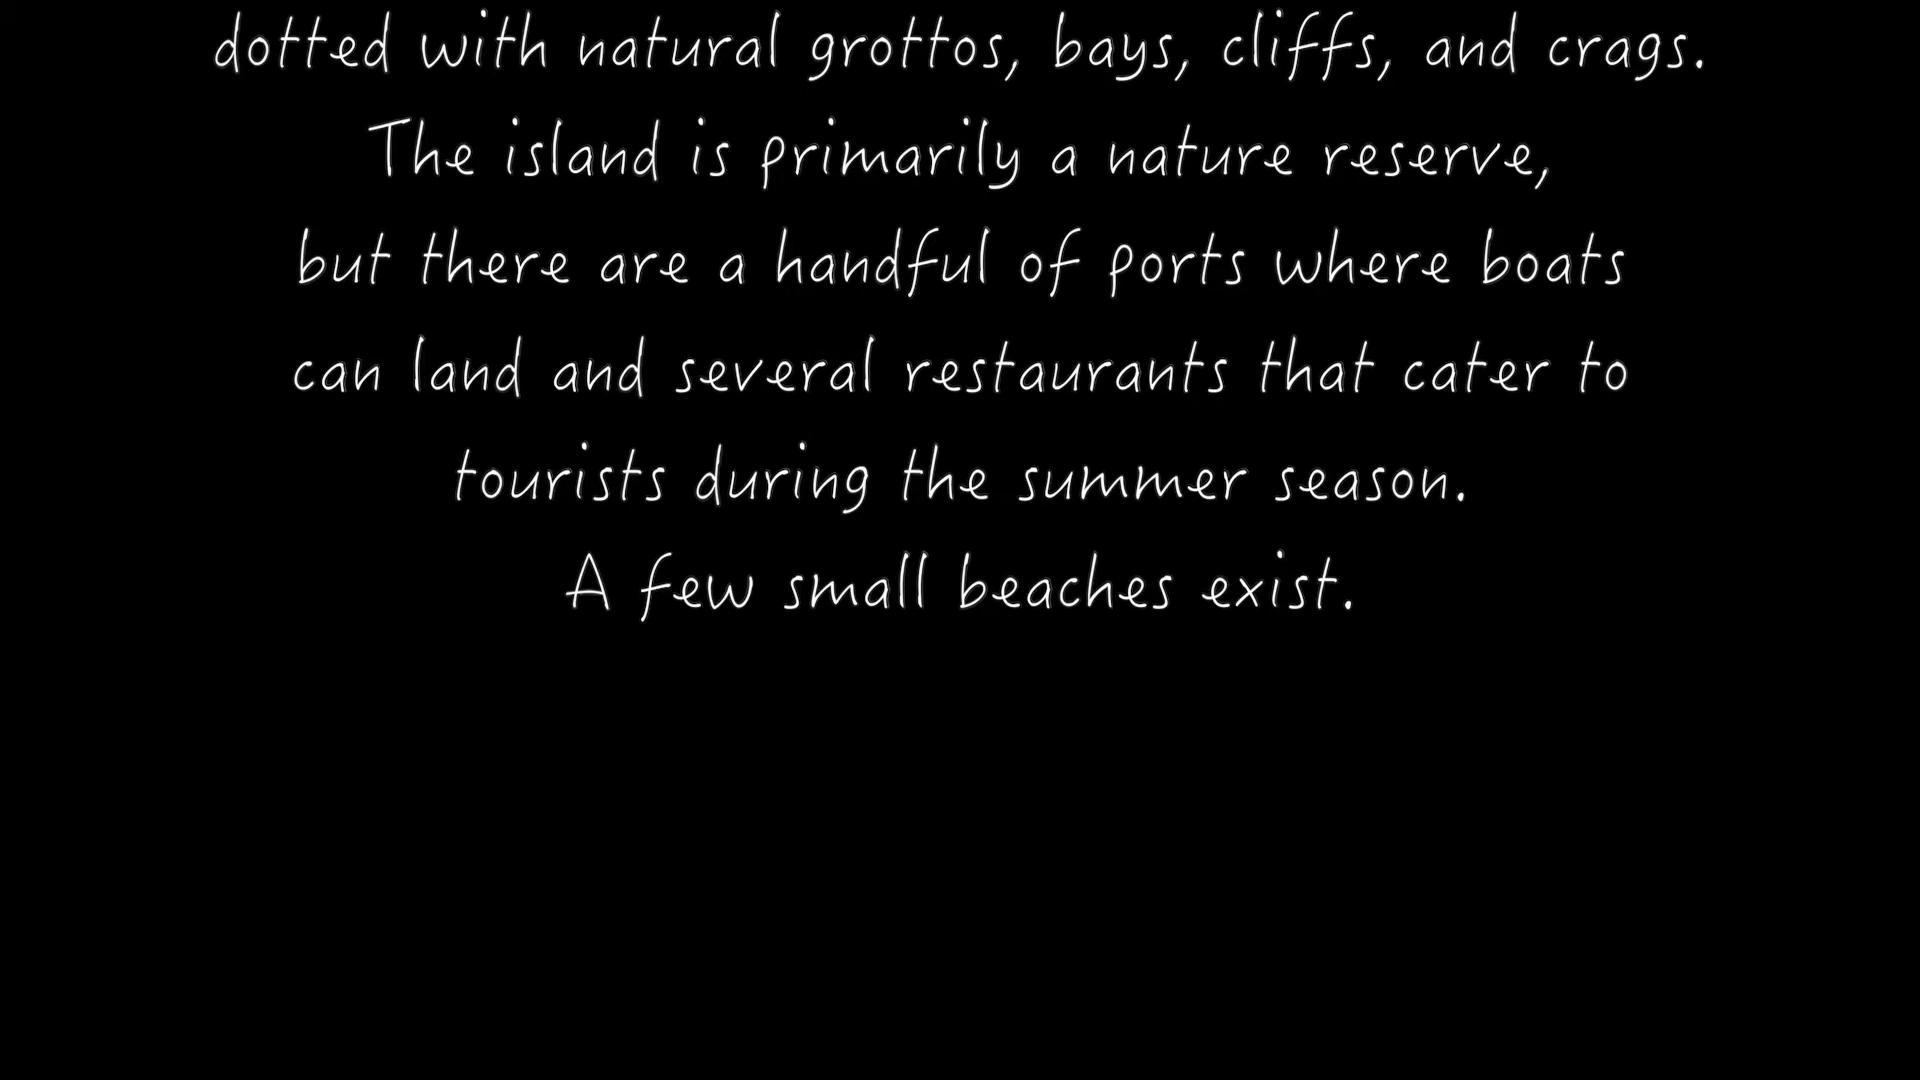 dotted with natural grottos, bays, cliffs, and crags.
The island is primarily a nature reserve,
but there are a handful of ports where boats
can land and several restaurants that cater to
tourists during the summer season.
A few small beaches exist.